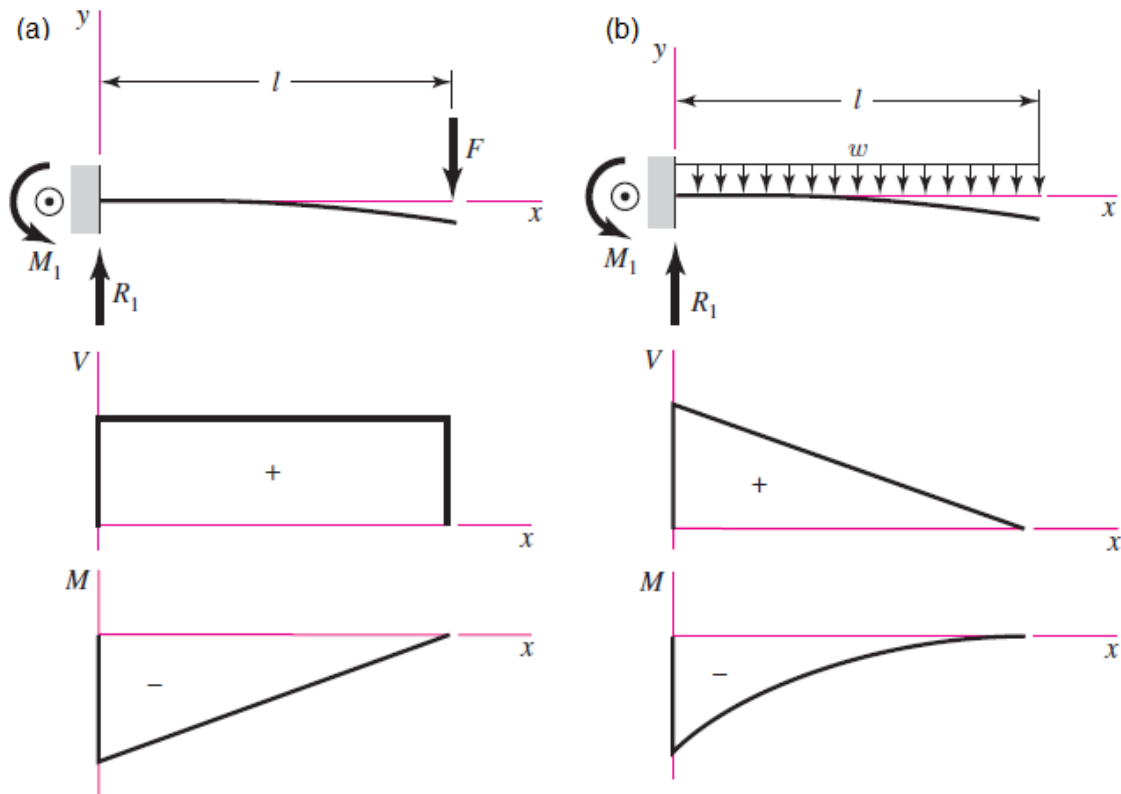 (a)
y
l
F
x
M₁
R₁
V
+
x
M
–
x
(b)
y
l
w
x
M₁
R₁
V
+
x
M
–
x